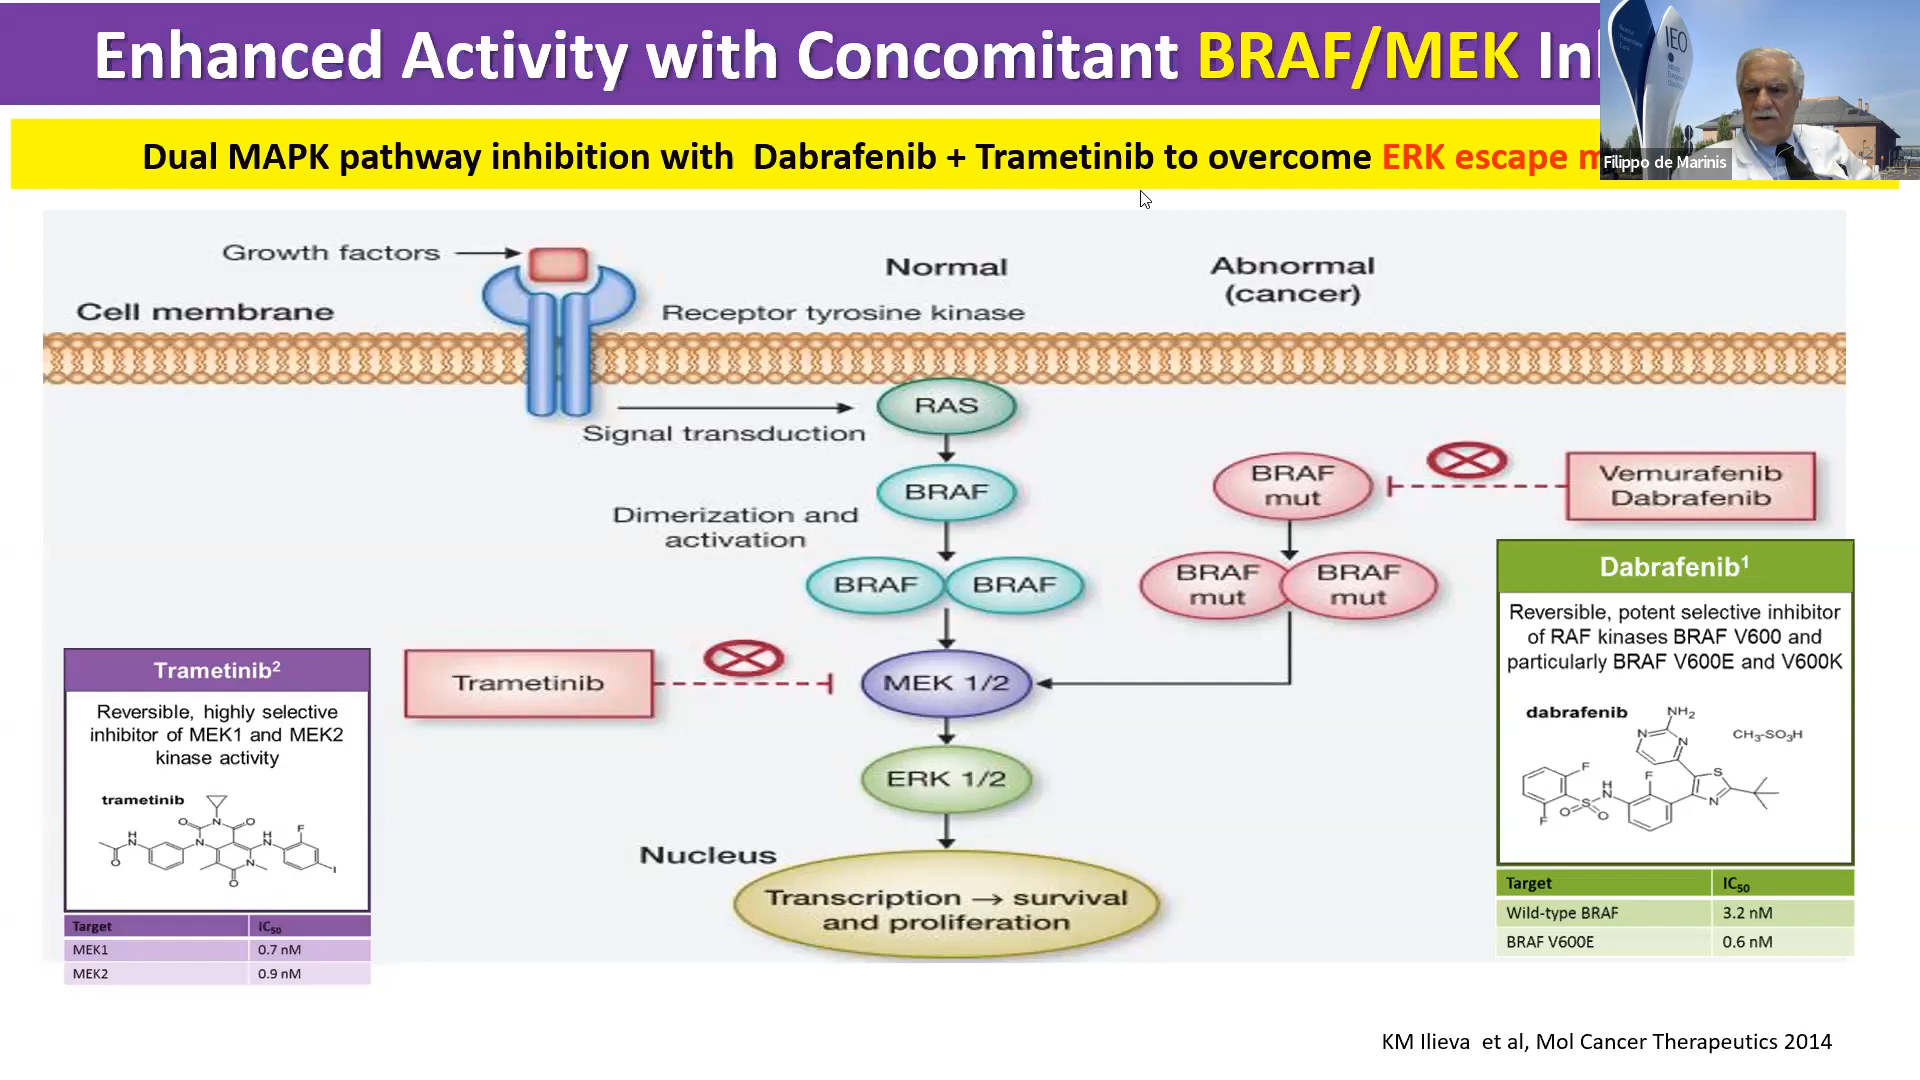 Enhanced Activity with Concomitant BRAF/MEK
IEO
Dual MAPK pathway inhibition with Dabrafenib + Trametinib to overcome ERK escape
Filippo de Marinis
Growth factors
Normal
Abnormal
(cancer)
Cell membrane
Receptor tyrosine kinase
RAS
Signal transduction
BRAF
BRAF
mut
Vemurafenib
Dabrafenib
Dimerization and
activation
BRAF
BRAF
BRAF
mut
BRAF
mut
Dabrafenib1
Reversible, potent selective inhibitor
of RAF kinases BRAF V600 and
particularly BRAF V600E and V600K
dabrafenib
NH2
N
N
CH3-SO3H
F
F
H
N
S
O
O
F
S
N
Target IC50
Wild-type BRAF 3.2 nM
BRAF V600E 0.6 nM
Trametinib2
Reversible, highly selective
inhibitor of MEK1 and MEK2
kinase activity
trametinib
O
N
O
H
N
O
N
H
N
F
N
O
I
Target IC50
MEK1 0.7 nM
MEK2 0.9 nM
Trametinib
MEK 1/2
ERK 1/2
Nucleus
Transcription → survival
and proliferation
KM Ilieva et al, Mol Cancer Therapeutics 2014